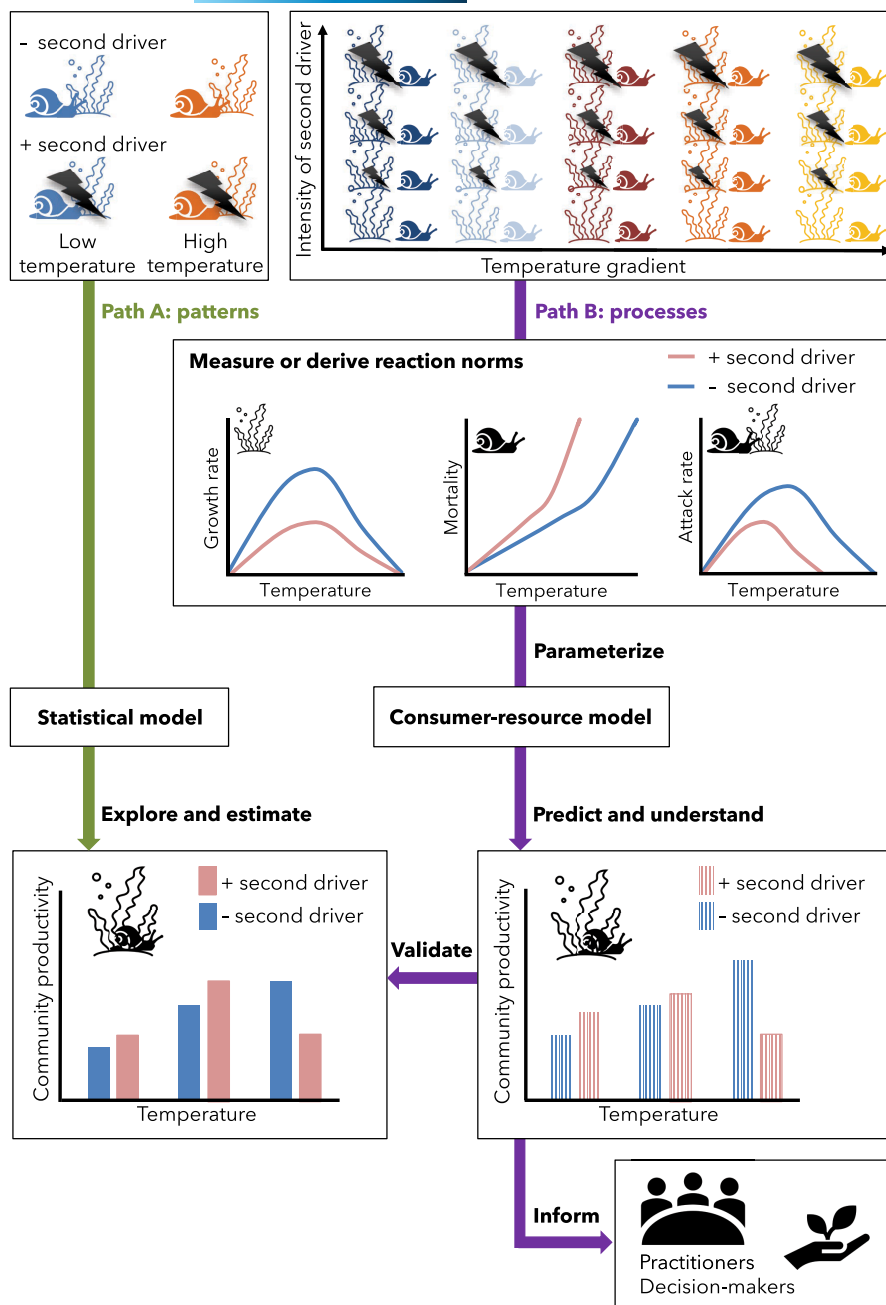 – second driver
+ second driver
Low
temperature
High
temperature
Intensity of second driver
Temperature gradient
Path A: patterns
Path B: processes
Measure or derive reaction norms
+ second driver
– second driver
Growth rate
Temperature
Mortality
Temperature
Attack rate
Temperature
Parameterize
Statistical model
Consumer-resource model
Explore and estimate
Predict and understand
Community productivity
+ second driver
– second driver
Temperature
Validate
Community productivity
+ second driver
– second driver
Temperature
Inform
Practitioners
Decision-makers